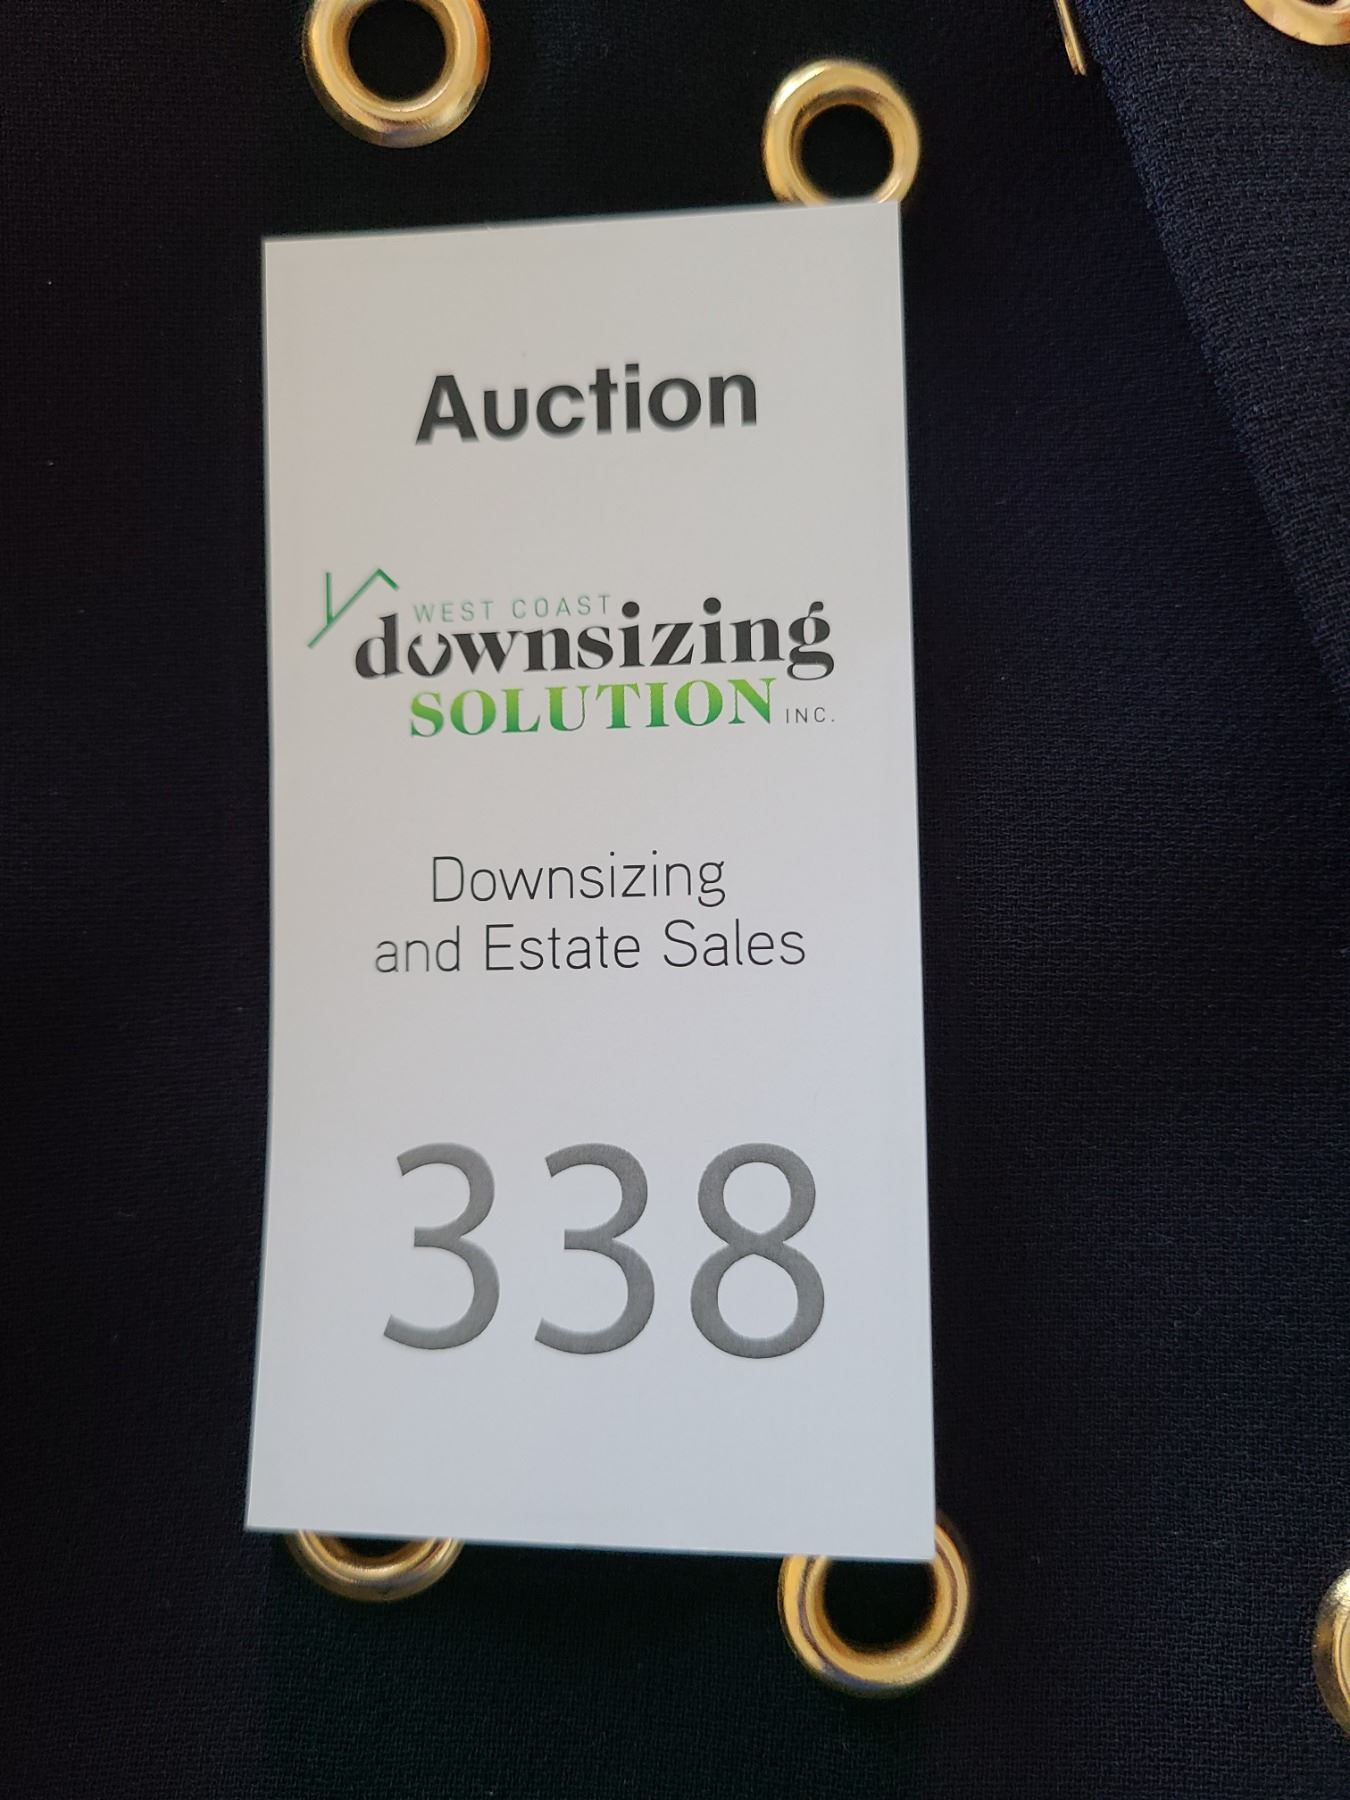 Auction
WEST COAST
downsizing
SOLUTION INC.
Downsizing
and Estate Sales
338